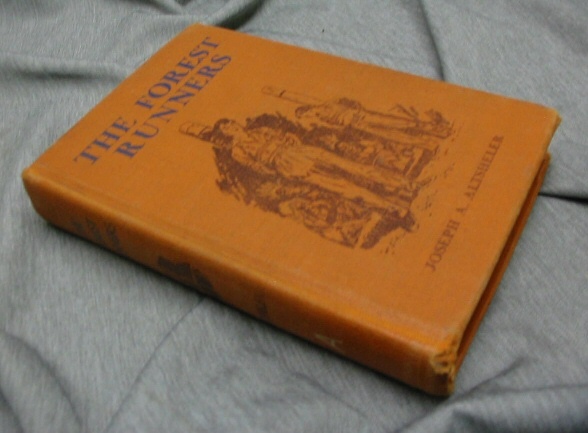 THE FOREST
RUNNERS
JOSEPH A. ALTSHELER